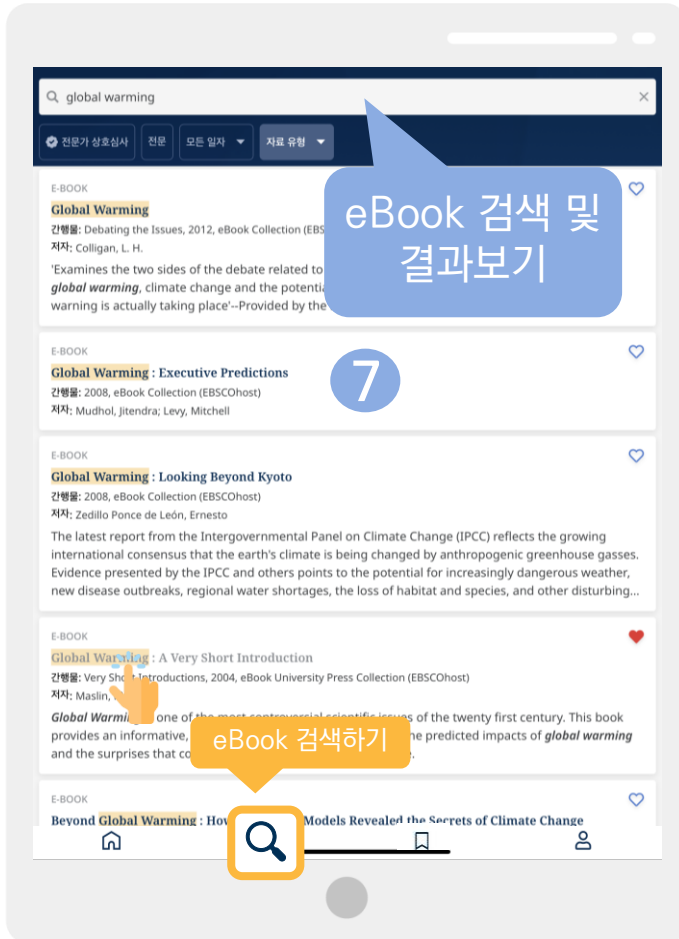 global warming
전문가 상호심사 전문 모든 일자 자료 유형
eBook 검색 및
결과보기
E-BOOK
Global Warming
간행물: Debating the Issues, 2012, eBook Collection (EBS
저자: Colligan, L. H.
'Examines the two sides of the debate related to
global warming, climate change and the potenti
warning is actually taking place'--Provided by the
E-BOOK
Global Warming : Executive Predictions
간행물: 2008, eBook Collection (EBSCOhost)
저자: Mudhol, Jitendra; Levy, Mitchell
7
E-BOOK
Global Warming : Looking Beyond Kyoto
간행물: 2008, eBook Collection (EBSCOhost)
저자: Zedillo Ponce de León, Ernesto
The latest report from the Intergovernmental Panel on Climate Change (IPCC) reflects the growing
international consensus that the earth's climate is being changed by anthropogenic greenhouse gasses.
Evidence presented by the IPCC and others points to the potential for increasingly dangerous weather,
new disease outbreaks, regional water shortages, the loss of habitat and species, and other disturbing...
E-BOOK
Global Warming : A Very Short Introduction
간행물: Very Short Introductions, 2004, eBook University Press Collection (EBSCOhost)
저자: Maslin,
Global Warming one of the most controversial scientific issues of the twenty first century. This book
provides an informative, he predicted impacts of global warming
and the surprises that
eBook 검색하기
E-BOOK
Beyond Global Warming : How Models Revealed the Secrets of Climate Change